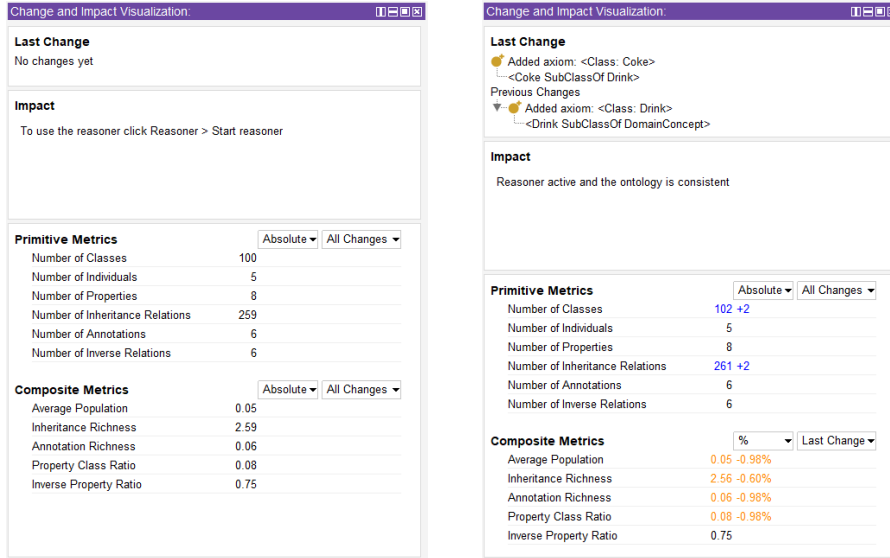 Change and Impact Visualization:
Last Change
No changes yet
Impact
To use the reasoner click Reasoner > Start reasoner
Primitive Metrics Absolute All Changes
Number of Classes 100
Number of Individuals 5
Number of Properties 8
Number of Inheritance Relations 259
Number of Annotations 6
Number of Inverse Relations 6
Composite Metrics Absolute All Changes
Average Population 0.05
Inheritance Richness 2.59
Annotation Richness 0.06
Property Class Ratio 0.08
Inverse Property Ratio 0.75
Change and Impact Visualization:
Last Change
Added axiom: <Class: Coke>
<Coke SubClassOf Drink>
Previous Changes
Added axiom: <Class: Drink>
<Drink SubClassOf DomainConcept>
Impact
Reasoner active and the ontology is consistent
Primitive Metrics Absolute All Changes
Number of Classes 102 +2
Number of Individuals 5
Number of Properties 8
Number of Inheritance Relations 261 +2
Number of Annotations 6
Number of Inverse Relations 6
Composite Metrics % Last Change
Average Population 0.05 -0.98%
Inheritance Richness 2.56 -0.60%
Annotation Richness 0.06 -0.98%
Property Class Ratio 0.08 -0.98%
Inverse Property Ratio 0.75